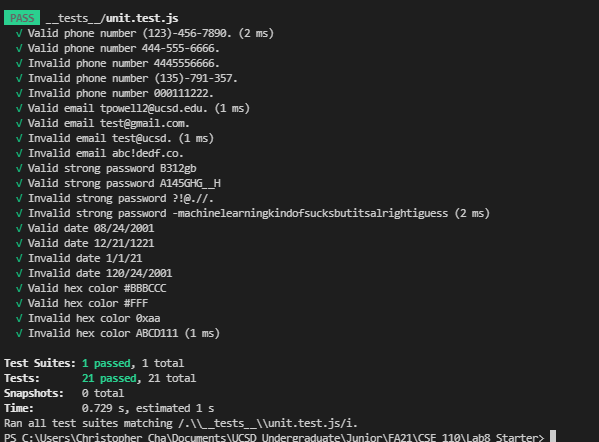 PASS __tests__/unit.test.js
√ Valid phone number (123)-456-7890. (2 ms)
√ Valid phone number 444-555-6666.
√ Invalid phone number 4445556666.
√ Invalid phone number (135)-791-357.
√ Invalid phone number 000111222.
√ Valid email tpowell2@ucsd.edu. (1 ms)
√ Valid email test@gmail.com.
√ Invalid email test@ucsd. (1 ms)
√ Invalid email abc!dedf.co.
√ Valid strong password B312gb
√ Valid strong password A145GHG__H
√ Invalid strong password ?!@.//.
√ Invalid strong password -machinelearningkindofsucksbutitsalrightiguess (2 ms)
√ Valid date 08/24/2001
√ Valid date 12/21/1221
√ Invalid date 1/1/21
√ Invalid date 120/24/2001
√ Valid hex color #BBBCCC
√ Valid hex color #FFF
√ Invalid hex color 0xaa
√ Invalid hex color ABCD111 (1 ms)
Test Suites: 1 passed, 1 total
Tests: 21 passed, 21 total
Snapshots: 0 total
Time: 0.729 s, estimated 1 s
Ran all test suites matching /.\\__tests__\\unit.test.js/i.
PS C:\Users\Christopher Cha\Documents\UCSD Undergraduate\Junior\FA21\CSE 110\Lab8_Starter>